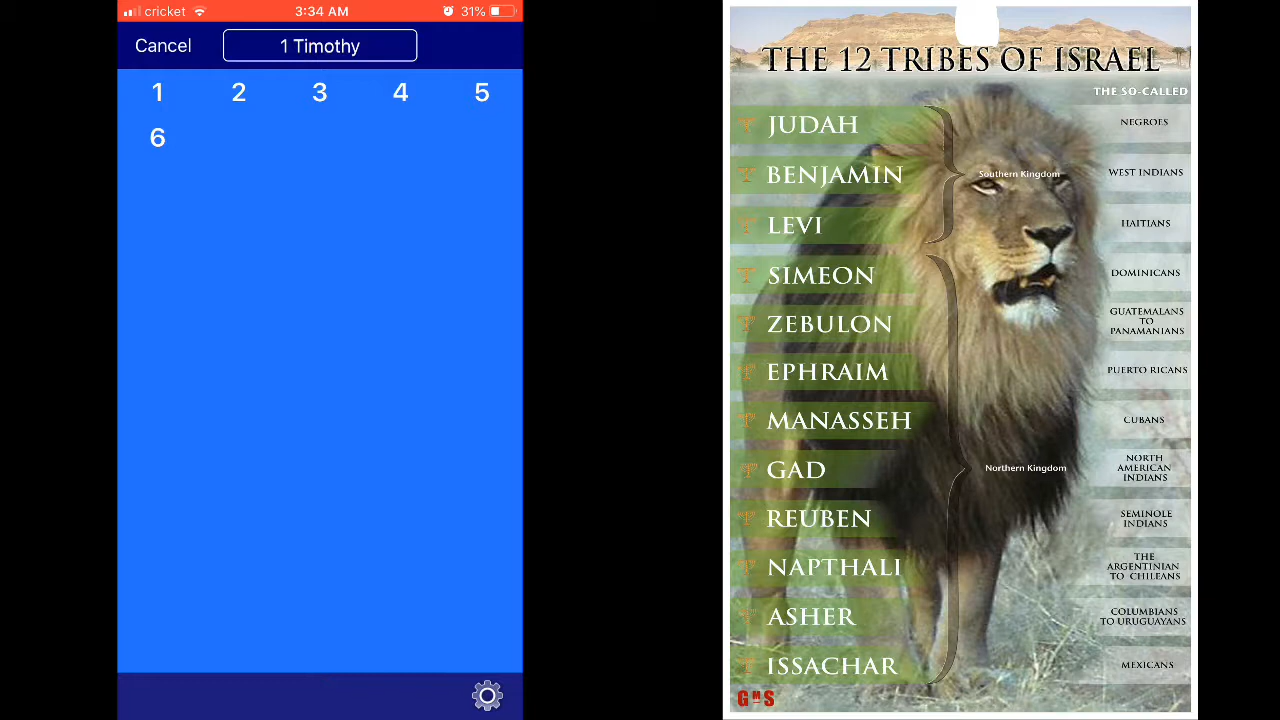 cricket
3:34 AM
31%
Cancel
1 Timothy
1 2 3 4 5
6
THE 12 TRIBES OF ISRAEL
THE SO-CALLED
JUDAH
NEGROES
BENJAMIN
Southern Kingdom
WEST INDIANS
LEVI
HAITIANS
SIMEON
DOMINICANS
ZEBULON
GUATEMALANS
TO
PANAMANIANS
EPHRAIM
PUERTO RICANS
MANASSEH
CUBANS
GAD
Northern Kingdom
NORTH
AMERICAN
INDIANS
REUBEN
SEMINOLE
INDIANS
NAPTHALI
THE
ARGENTINIAN
TO CHILEANS
ASHER
COLUMBIANS
TO URUGUAYANS
ISSACHAR
MEXICANS
GMS